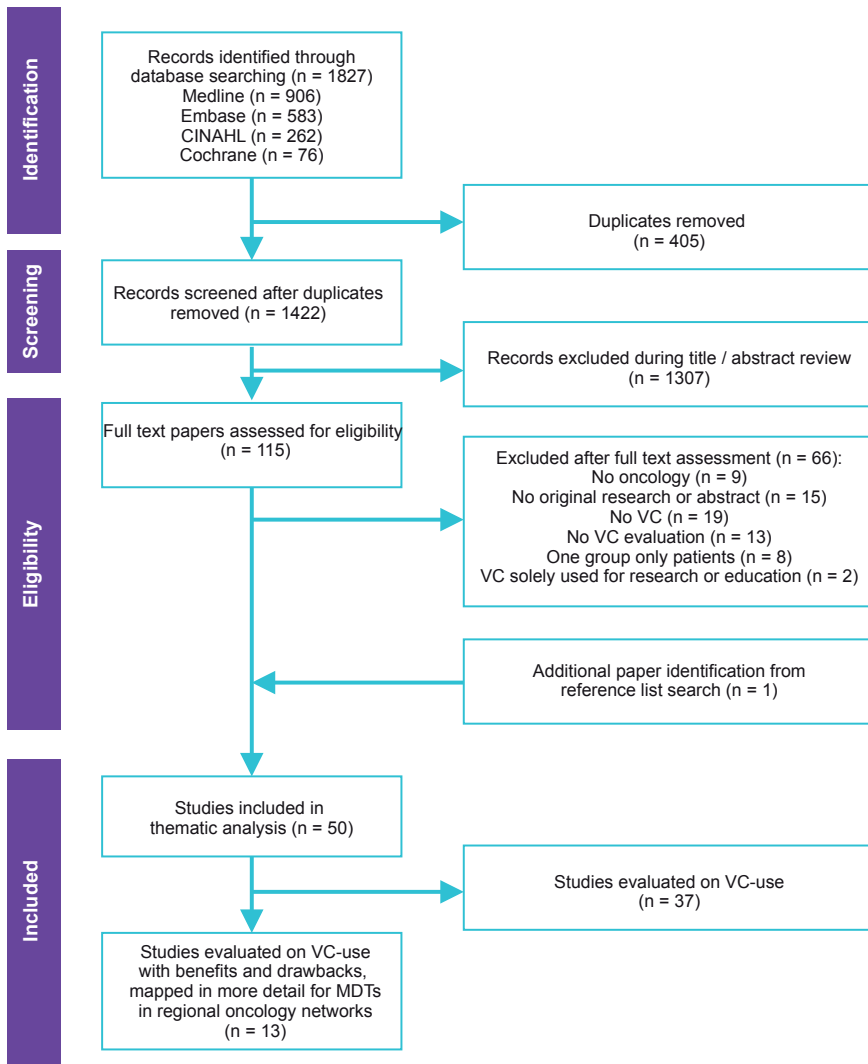 Identification
Records identified through
database searching (n = 1827)
Medline (n = 906)
Embase (n = 583)
CINAHL (n = 262)
Cochrane (n = 76)
Duplicates removed
(n = 405)
Screening
Records screened after duplicates
removed (n = 1422)
Records excluded during title / abstract review
(n = 1307)
Eligibility
Full text papers assessed for eligibility
(n = 115)
Excluded after full text assessment (n = 66):
No oncology (n = 9)
No original research or abstract (n = 15)
No VC (n = 19)
No VC evaluation (n = 13)
One group only patients (n = 8)
VC solely used for research or education (n = 2)
Additional paper identification from
reference list search (n = 1)
Included
Studies included in
thematic analysis (n = 50)
Studies evaluated on VC-use
(n = 37)
Studies evaluated on VC-use
with benefits and drawbacks,
mapped in more detail for MDTs
in regional oncology networks
(n = 13)